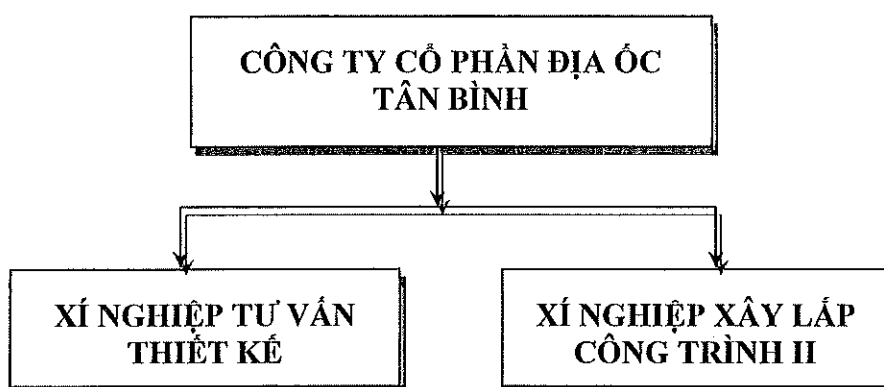 CÔNG TY CỔ PHẦN ĐỊA ỐC
TÂN BÌNH
XÍ NGHIỆP TƯ VẤN
THIẾT KẾ
XÍ NGHIỆP XÂY LẮP
CÔNG TRÌNH II